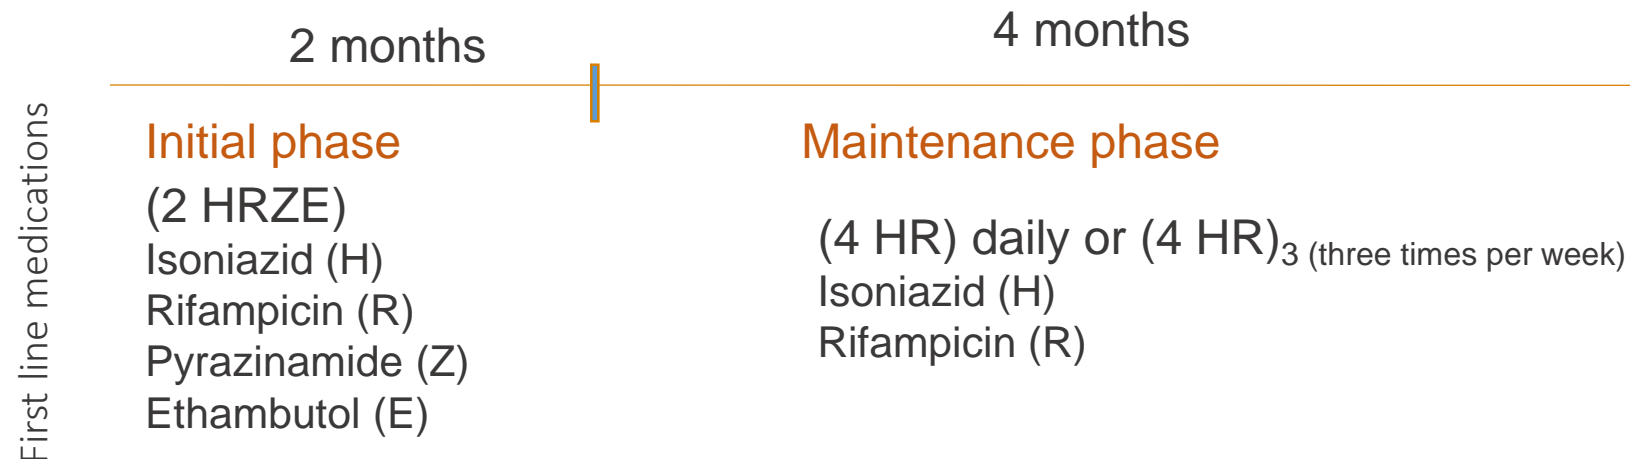 2 months
4 months
First line medications
Initial phase
(2 HRZE)
Isoniazid (H)
Rifampicin (R)
Pyrazinamide (Z)
Ethambutol (E)
Maintenance phase
(4 HR) daily or (4 HR)3 (three times per week)
Isoniazid (H)
Rifampicin (R)